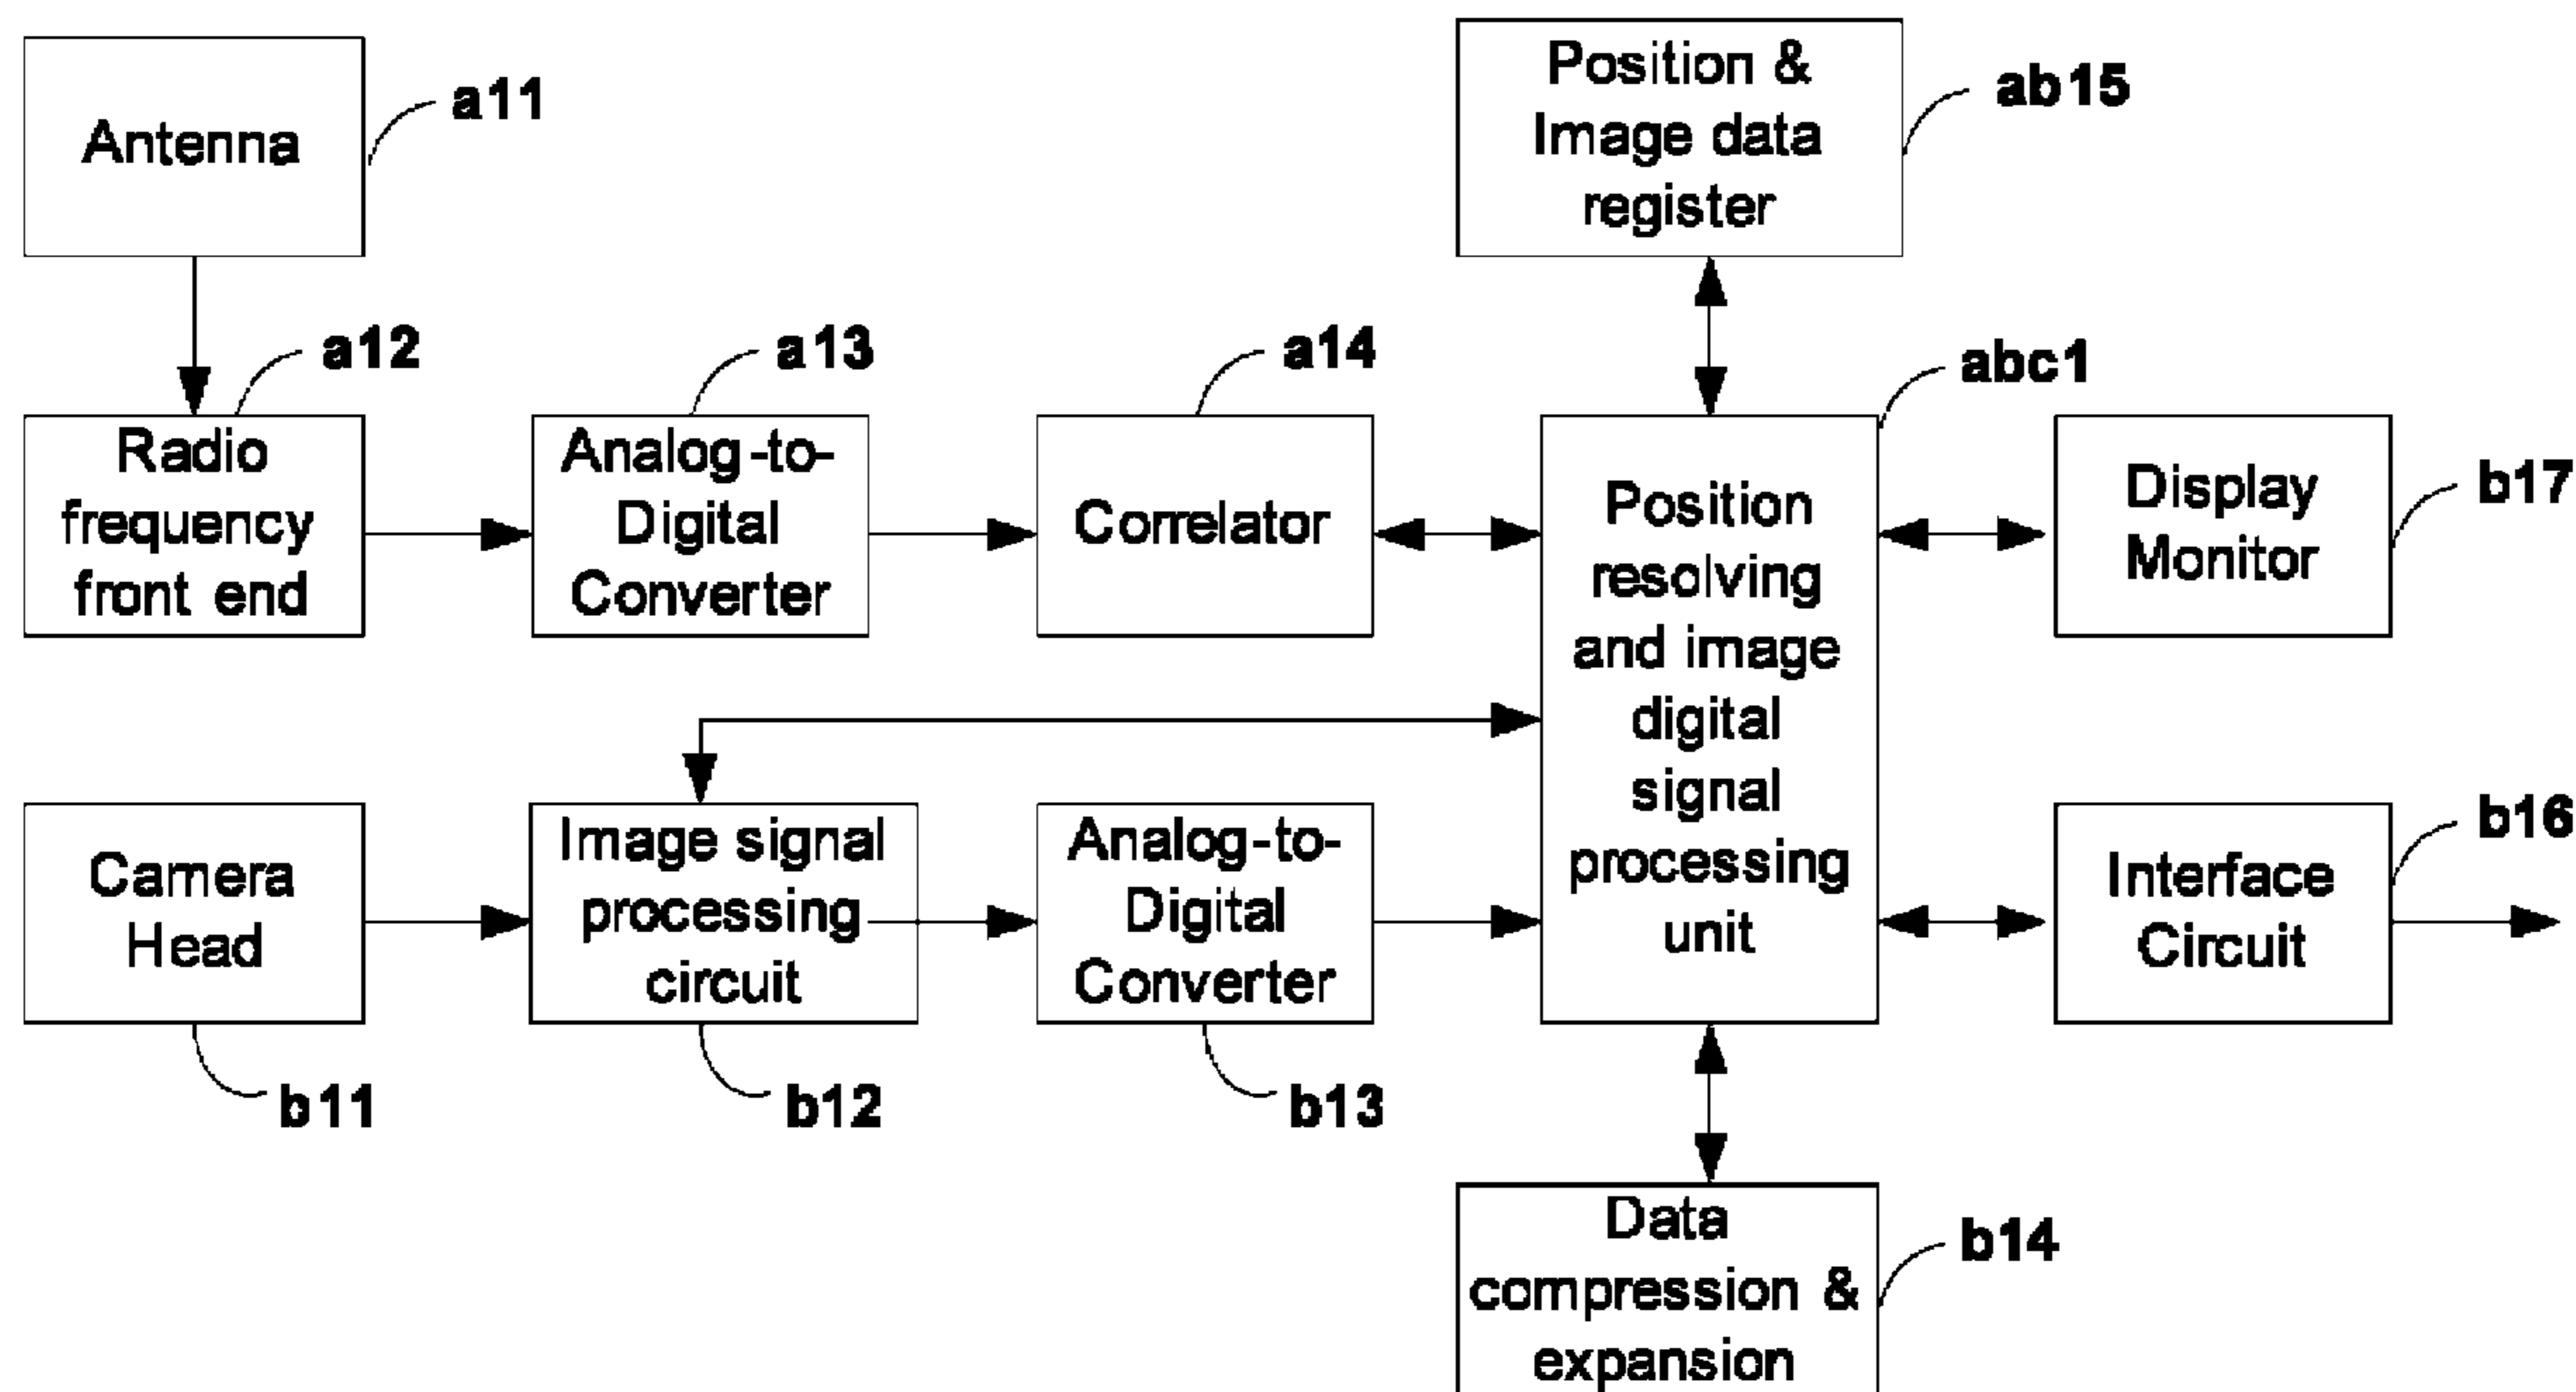 Antenna
a11
Position &
Image data
register
ab15
a12
a13
a14
abc1
Radio
frequency
front end
Analog-to-
Digital
Converter
Correlator
Position
resolving
and image
digital
signal
processing
unit
Display
Monitor
b17
Camera
Head
Image signal
processing
circuit
Analog-to-
Digital
Converter
Interface
Circuit
b16
b11
b12
b13
Data
compression &
expansion
b14